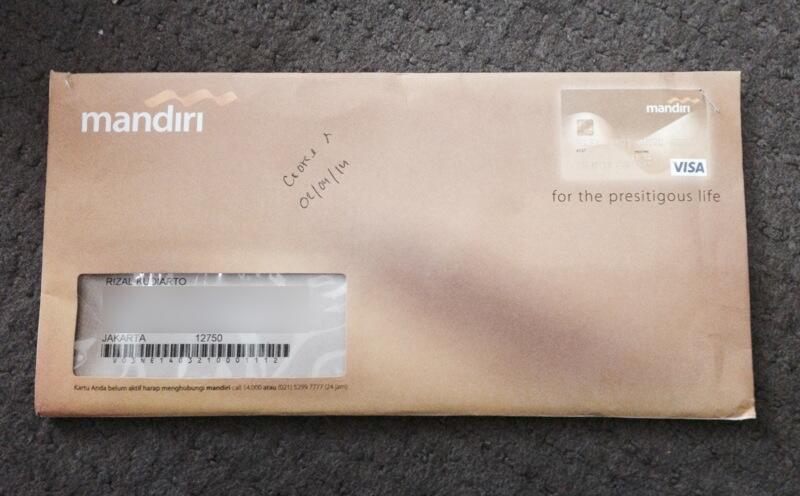 mandiri
mandiri
VISA
for the presitigous life
02/04/14
RIZAL KUDIARTO
JAKARTA 12750
Kartu Anda belum aktif harap menghubungi mandiri call 14000 atau (021) 5299 7777 (24 jam)